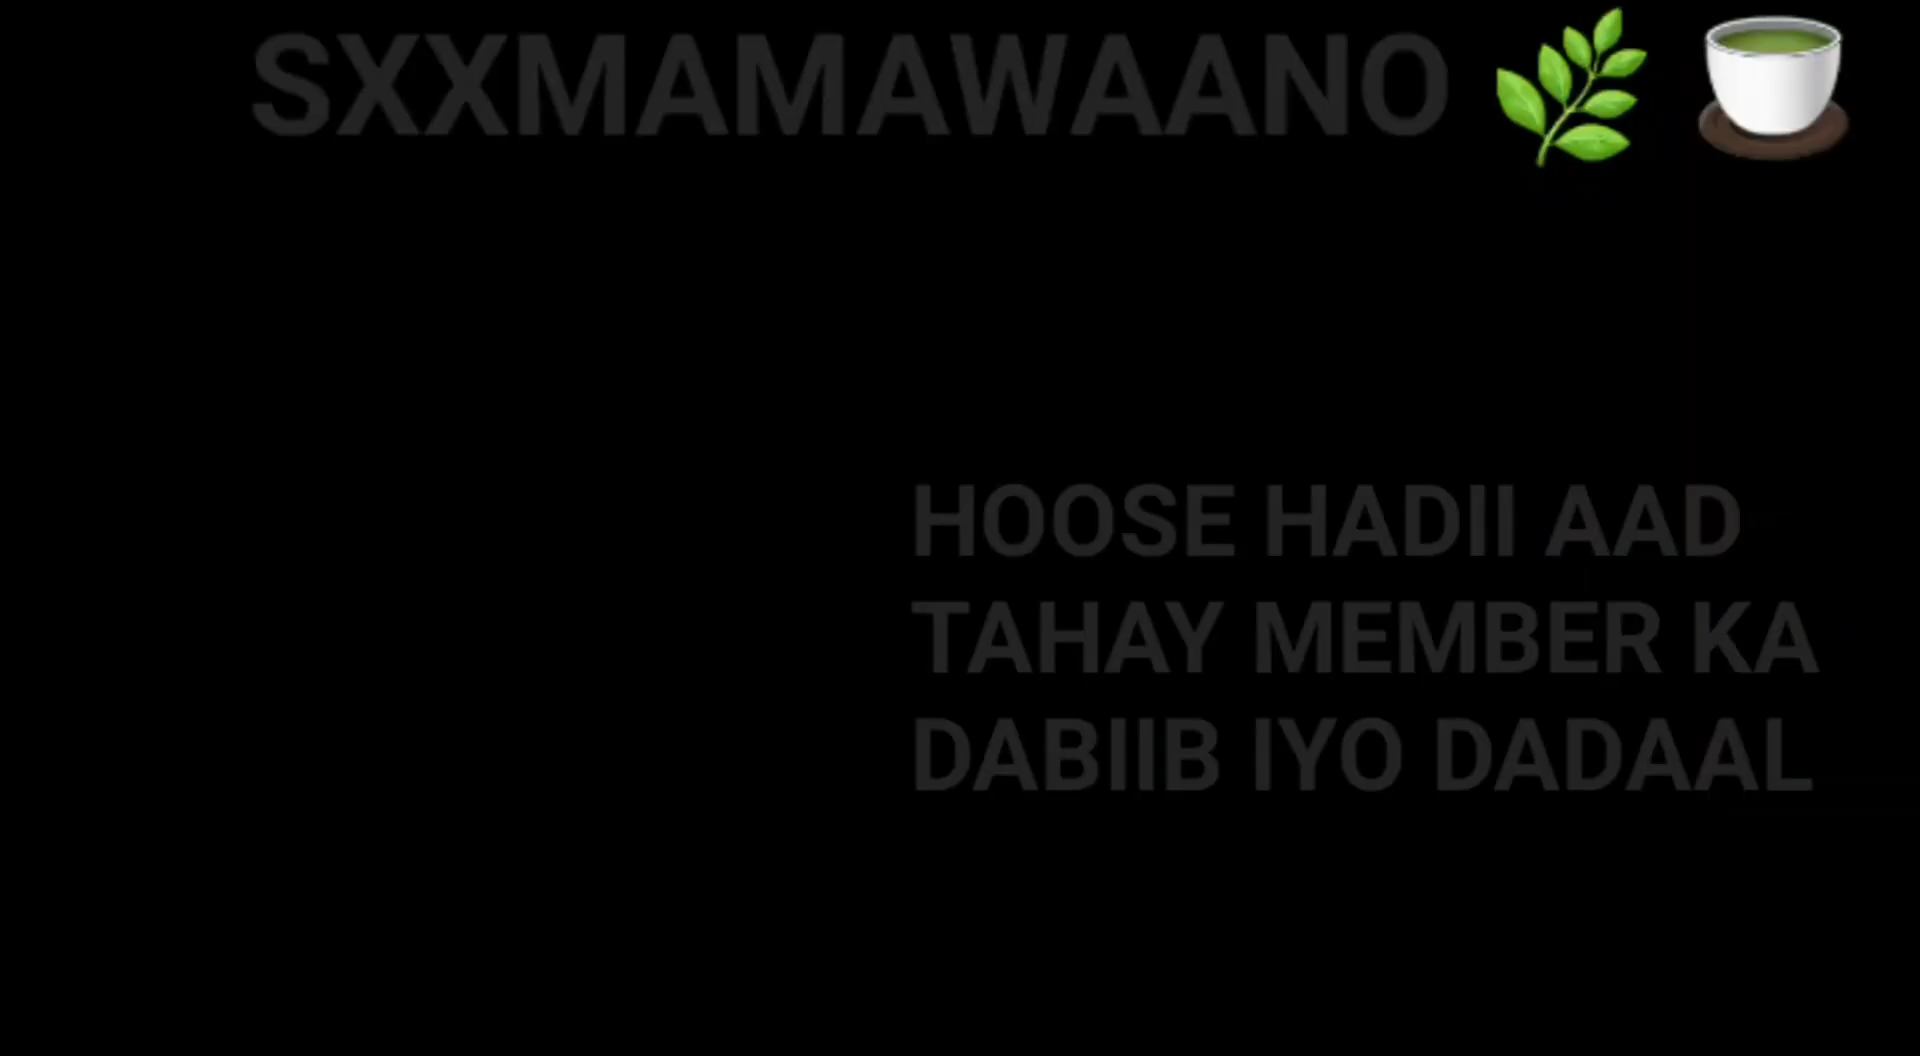 SXXMAMAWAANO 🌿 🍵
HOOSE HADII AAD
TAHAY MEMBER KA
DABIIB IYO DADAAL